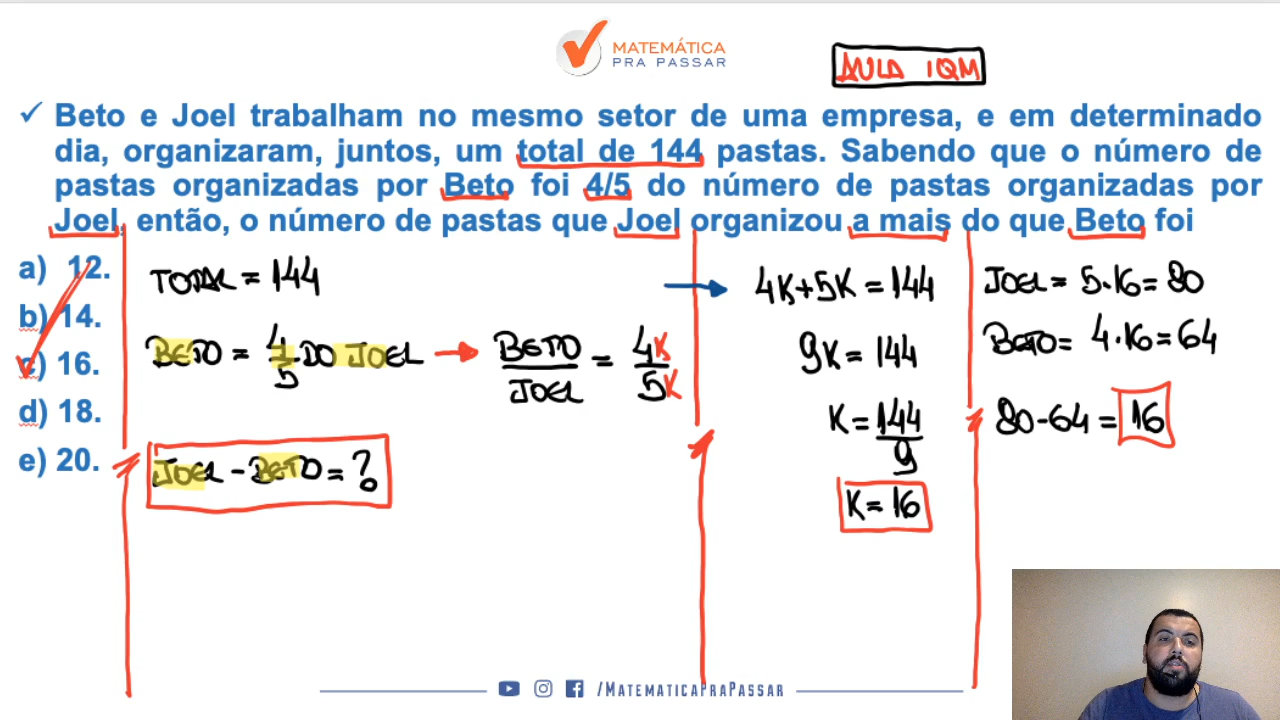 MATEMÁTICA
PRA PASSAR
AULA 1QM
Beto e Joel trabalham no mesmo setor de uma empresa, e em determinado
dia, organizaram, juntos, um total de 144 pastas. Sabendo que o número de
pastas organizadas por Beto foi 4/5 do número de pastas organizadas por
Joel, então, o número de pastas que Joel organizou a mais do que Beto foi
a) 12.
b) 14.
c) 16.
d) 18.
e) 20.
TOTAL = 144
BETO = 4/5 DO JOEL
BETO/JOEL = 4K/5K
JOEL - BETO = ?
4K + 5K = 144
9K = 144
K = 144/9
K = 16
JOEL = 5 · 16 = 80
BETO = 4 · 16 = 64
80 - 64 = 16
/MATEMATICAPRAPASSAR